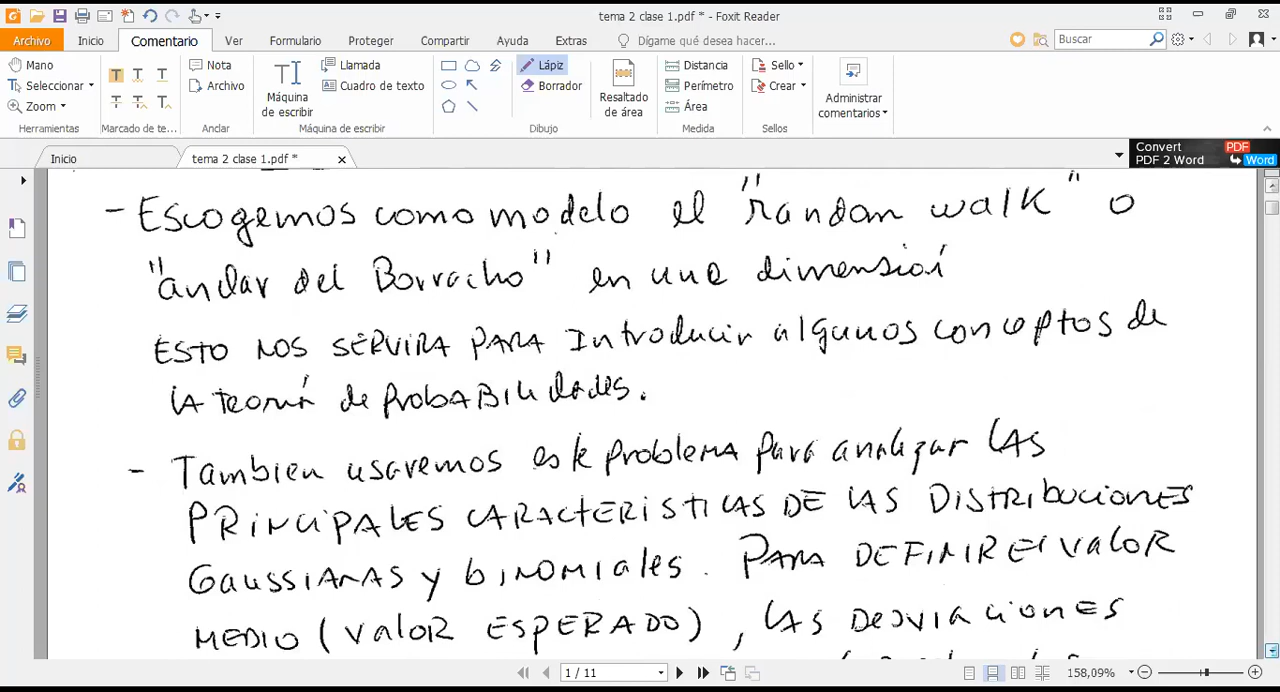 tema 2 clase 1.pdf * - Foxit Reader
Archivo Inicio Comentario Ver Formulario Proteger Compartir Ayuda Extras Dígame qué desea hacer... Buscar
Mano
Seleccionar
Zoom
Herramientas
T T T
T T T
Marcado de te...
Nota
Archivo
Anclar
Máquina de escribir
Llamada
Cuadro de texto
Máquina de escribir
Lápiz
Borrador
Dibujo
Resaltado de área
Distancia
Perímetro
Área
Medida
Sello
Crear
Sellos
Administrar comentarios
Inicio tema 2 clase 1.pdf *
Convert PDF
PDF 2 Word Word
- Escogemos como modelo el "random walk" o
"andar del Borracho" en una dimensión
ESTO NOS SERVIRA PARA Introducir algunos conceptos de
LA teoría de ProbABILIdades.
- Tambien usaremos este problema para analizar LAS
PRINCIPALES CARACTERISTICAS DE LAS DISTRIbuciones
GaussIANAS y bINOMIales. PARA DEFINIR El VALOR
MEDIO (VALOR ESPERADO), LAS DESVIACIONES
1 / 11
158,09%